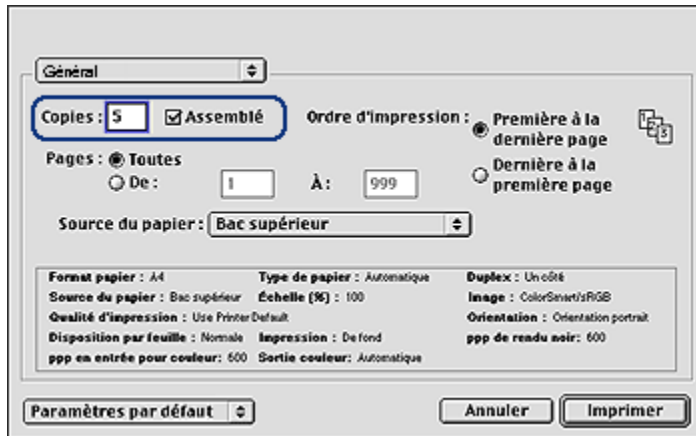 Général
Copies : 5 Assemblé Ordre d'impression : Première à la dernière page
Pages : Toutes Dernière à la première page
De : 1 À : 999
Source du papier : Bac supérieur
Format papier : A4 Type de papier : Automatique Duplex : Un côté
Source du papier : Bac supérieur Échelle (%) : 100 Image : ColorSmart/sRGB
Qualité d'impression : Use Printer Default Orientation : Orientation portrait
Disposition par feuille : Normale Impression : De fond ppp de rendu noir: 600
ppp en entrée pour couleur: 600 Sortie couleur: Automatique
Paramètres par défaut Annuler Imprimer